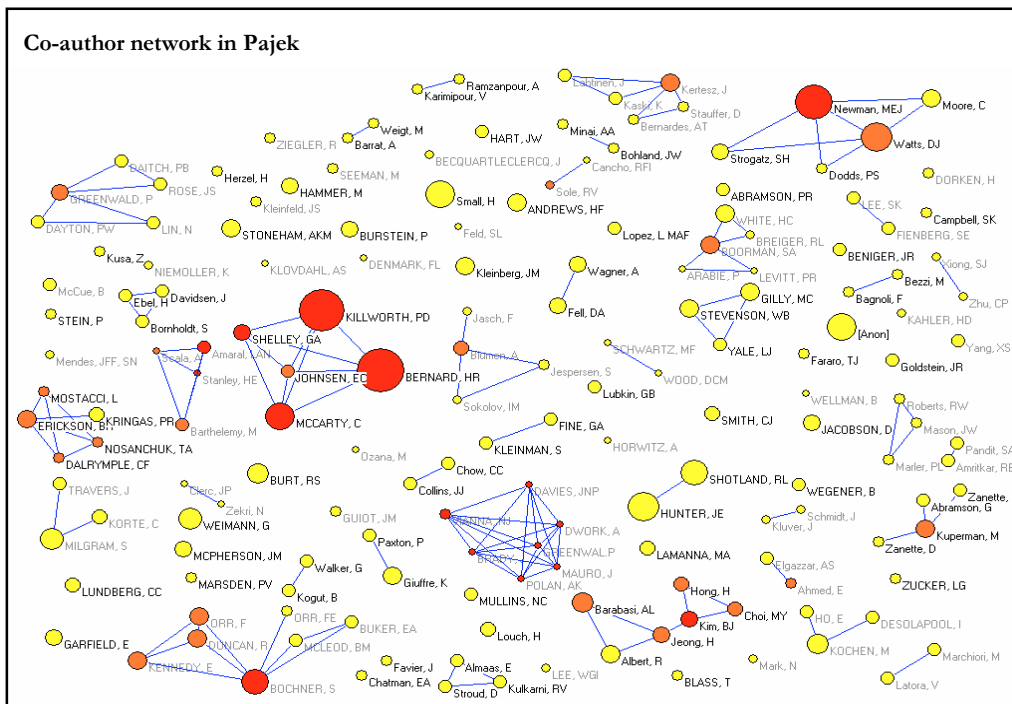 Co-author network in Pajek
Ramzanpour, A
Karimipour, V
Lahtinen, J
Kertesz, J
Kaski, K
Stauffer, D
Bernardes, AT
Newman, MEJ
Moore, C
Watts, DJ
Strogatz, SH
Dodds, PS
Weigt, M
Barrat, A
ZIEGLER, R
HART, JW
Minai, AA
Bohland, JW
BECQUARTLECLERCQ, J
Cancho, RFI
Sole, RV
DAITCH, PB
ROSE, JS
GREENWALD, P
DAYTON, PW
LIN, N
Herzel, H
SEEMAN, M
HAMMER, M
Kleinfeld, JS
Small, H
ANDREWS, HF
ABRAMSON, PR
DORKEN, H
LEE, SK
FIENBERG, SE
Campbell, SK
STONEHAM, AKM
BURSTEIN, P
Feld, SL
Lopez, L MAF
WHITE, HC
BREIGER, RL
BOORMAN, SA
ARABIE, P
LEVITT, PR
BENIGER, JR
Kusa, Z
NIEMOLLER, K
KLOVDAHL, AS
DENMARK, FL
Kleinberg, JM
Wagner, A
Fell, DA
Bezzi, M
Bagnoli, F
Xiong, SJ
Zhu, CP
McCue, B
Ebel, H
Davidsen, J
Bornholdt, S
STEIN, P
KILLWORTH, PD
SHELLEY, GA
JOHNSEN, EC
BERNARD, HR
MCCARTY, C
Jasch, F
Blumen, A
Jespersen, S
Sokolov, IM
GILLY, MC
STEVENSON, WB
YALE, LJ
[Anon]
KAHLER, HD
Yang, XS
Mendes, JFF, SN
Scala, A
Amaral, LAN
Stanley, HE
Barthelemy, M
SCHWARTZ, MF
WOOD, DCM
Fararo, TJ
Goldstein, JR
MOSTACCI, L
KRINGAS, PR
ERICKSON, BH
NOSANCHUK, TA
DALRYMPLE, CF
Lubkin, GB
WELLMAN, B
Roberts, RW
Mason, JW
Marler, PL
FINE, GA
KLEINMAN, S
SMITH, CJ
JACOBSON, D
HORWITZ, A
Ozana, M
Pandit, SA
Amritkar, RE
TRAVERS, J
KORTE, C
MILGRAM, S
Clerc, JP
Zekri, N
BURT, RS
Chow, CC
Collins, JJ
SHOTLAND, RL
HUNTER, JE
WEGENER, B
Zanette,
Abramson, G
Kuperman, M
Zanette, D
WEIMANN, G
GUIOT, JM
DAVIES, JNP
DWORK, A
GREENWAL P
MAURO, J
POLAN, AK
Schmidt, J
Kluver, J
MCPHERSON, JM
Paxton, P
Giuffre, K
LAMANNA, MA
Elgazzar, AS
Ahmed, E
ZUCKER, LG
LUNDBERG, CC
MARSDEN, PV
Walker, G
Kogut, B
MULLINS, NC
Barabasi, AL
Hong, H
Choi, MY
Kim, BJ
Jeong, H
Albert, R
HO, E
DESOLAPOOL, I
KOCHEN, M
GARFIELD, E
ORR, F
ORR, FE
DUNCAN, R
MCLEOD, BM
BUKER, EA
KENNEDY, E
BOCHNER, S
Louch, H
Favier, J
Chatman, EA
Almaas, E
Stroud, D
Kulkarni, RV
LEE, WGI
BLASS, T
Mark, N
Marchiori, M
Latora, V